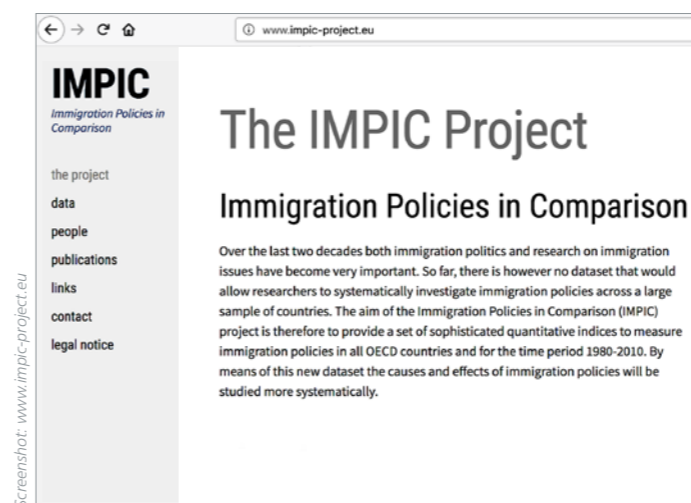 www.impic-project.eu
IMPIC
Immigration Policies in
Comparison
the project
data
people
publications
links
contact
legal notice
The IMPIC Project
Immigration Policies in Comparison
Over the last two decades both immigration politics and research on immigration
issues have become very important. So far, there is however no dataset that would
allow researchers to systematically investigate immigration policies across a large
sample of countries. The aim of the Immigration Policies in Comparison (IMPIC)
project is therefore to provide a set of sophisticated quantitative indices to measure
immigration policies in all OECD countries and for the time period 1980-2010. By
means of this new dataset the causes and effects of immigration policies will be
studied more systematically.
Screenshot: www.impic-project.eu